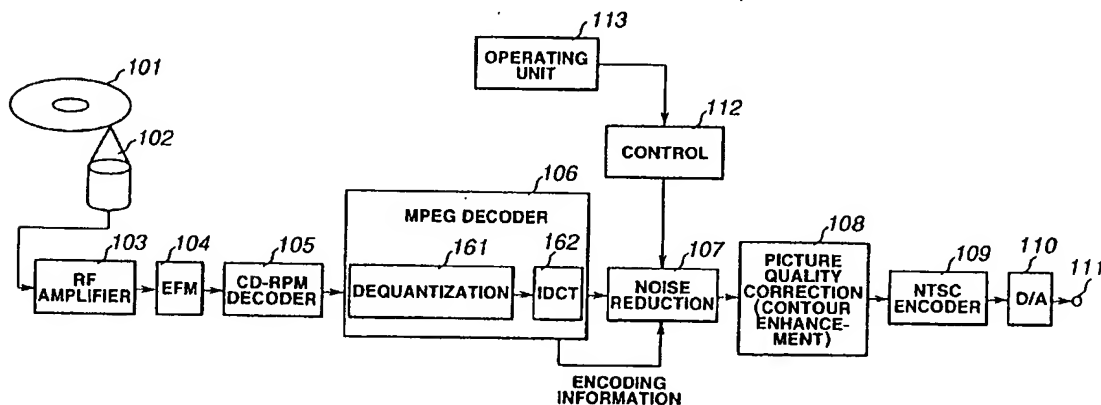 113
OPERATING
UNIT
101
112
102
CONTROL
106
MPEG DECODER
103
RF
AMPLIFIER
104
EFM
105
CD-RPM
DECODER
161
DEQUANTIZATION
162
IDCT
107
NOISE
REDUCTION
108
PICTURE
QUALITY
CORRECTION
(CONTOUR
ENHANCE-
MENT)
109
NTSC
ENCODER
110
D/A
111
ENCODING
INFORMATION